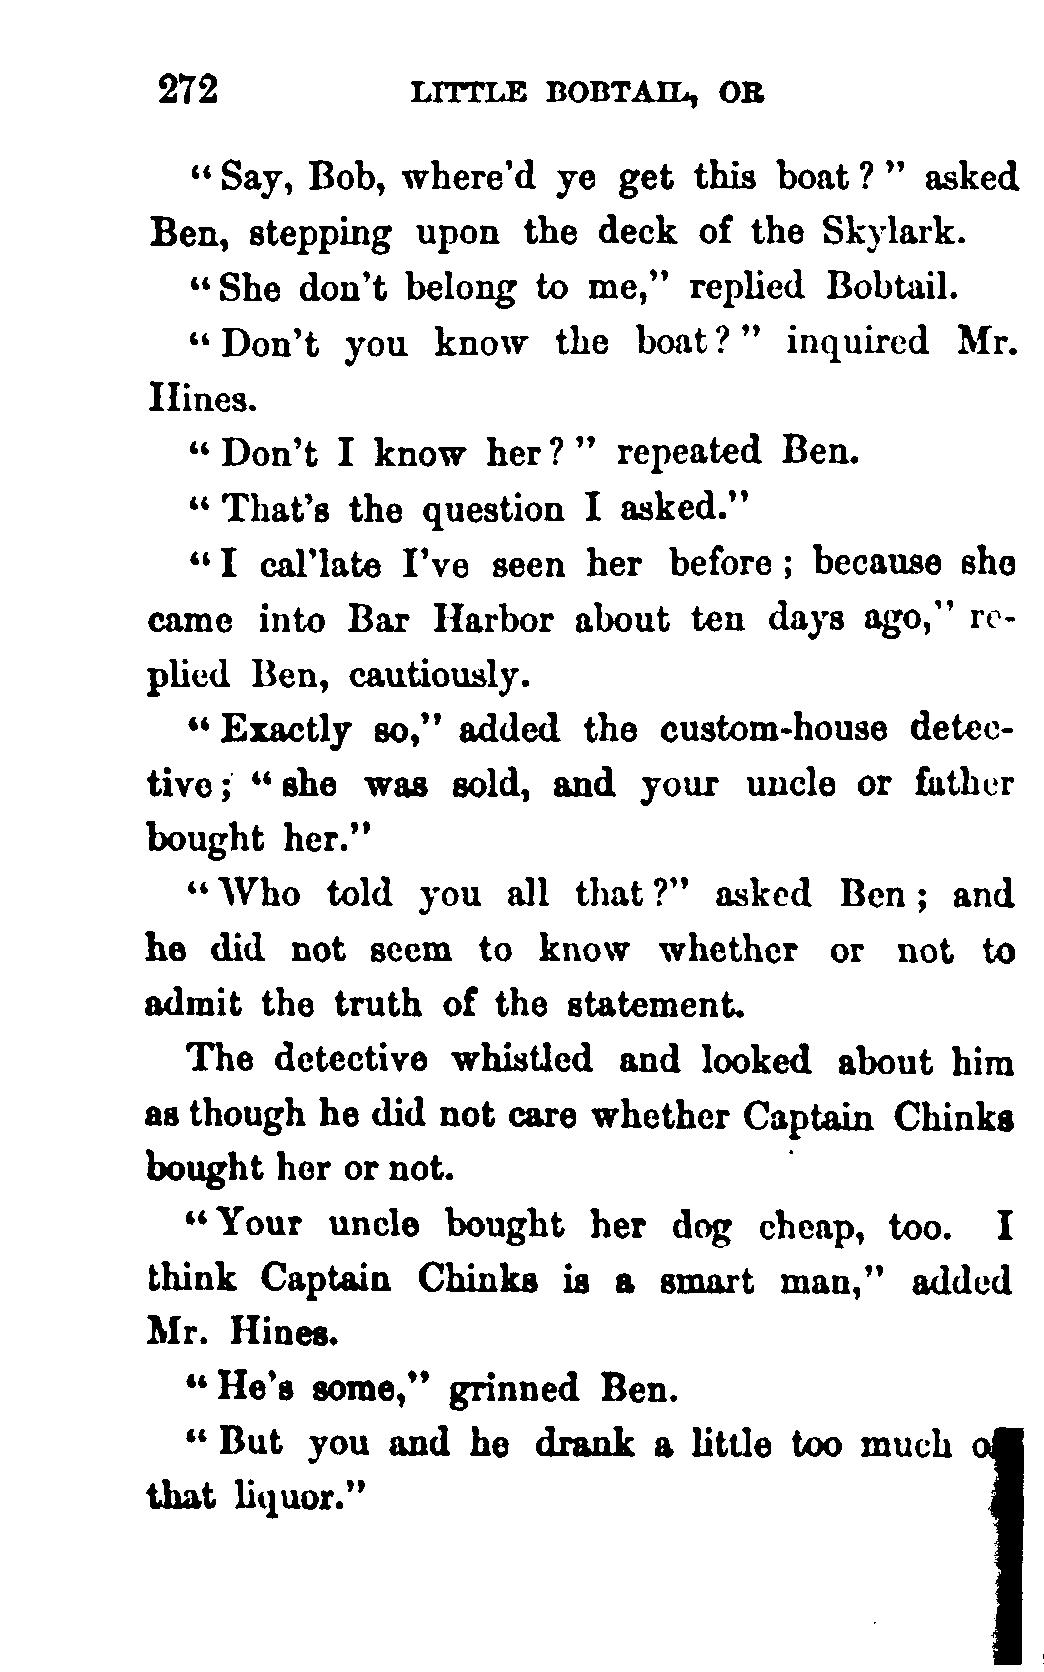 272 LITTLE BOBTAIL, OR
"Say, Bob, where'd ye get this boat?" asked
Ben, stepping upon the deck of the Skylark.
"She don't belong to me," replied Bobtail.
"Don't you know the boat?" inquired Mr.
Hines.
"Don't I know her?" repeated Ben.
"That's the question I asked."
"I cal'late I've seen her before; because she
came into Bar Harbor about ten days ago," re-
plied Ben, cautiously.
"Exactly so," added the custom-house detec-
tive; "she was sold, and your uncle or father
bought her."
"Who told you all that?" asked Ben; and
he did not seem to know whether or not to
admit the truth of the statement.
The detective whistled and looked about him
as though he did not care whether Captain Chinks
bought her or not.
"Your uncle bought her dog cheap, too. I
think Captain Chinks is a smart man," added
Mr. Hines.
"He's some," grinned Ben.
"But you and he drank a little too much
that liquor."